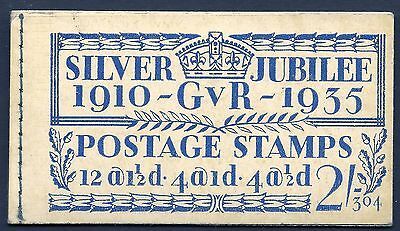 SILVER JUBILEE
1910 - GVR - 1935
POSTAGE STAMPS
12 @ 1½d · 4 @ 1d · 4 @ ½d 2/-
304